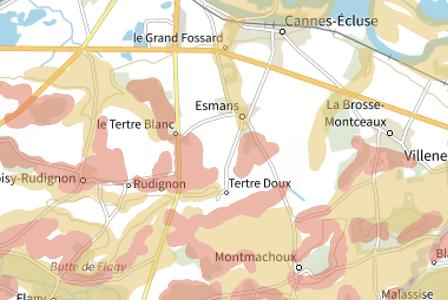 Cannes-Écluse
le Grand Fossard
Esmans
La Brosse-
Montceaux
le Tertre Blanc
Villene
isy-Rudignon
Rudignon
Tertre Doux
Montmachoux
Butte de Flagy
Flagy
Malassise